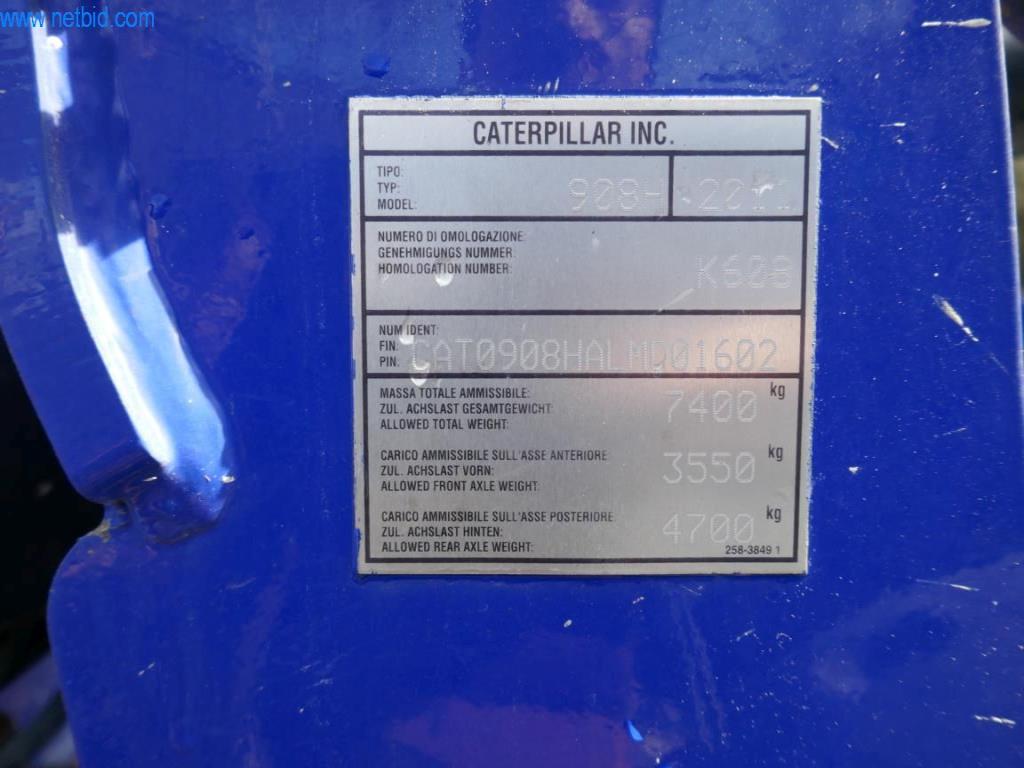 www.netbid.com
CATERPILLAR INC.
TIPO:
TYP:
MODEL: 908H 2011
NUMERO DI OMOLOGAZIONE:
GENEHMIGUNGS NUMMER:
HOMOLOGATION NUMBER: K608
NUM IDENT:
FIN.
PIN.: CAT0908HALMD01602
MASSA TOTALE AMMISSIBILE: kg
ZUL. ACHSLAST GESAMTGEWICHT: 7400
ALLOWED TOTAL WEIGHT:
CARICO AMMISSIBILE SULL'ASSE ANTERIORE: kg
ZUL. ACHSLAST VORN: 3550
ALLOWED FRONT AXLE WEIGHT:
CARICO AMMISSIBILE SULL'ASSE POSTERIORE: kg
ZUL. ACHSLAST HINTEN: 4700
ALLOWED REAR AXLE WEIGHT: 258-3849 1